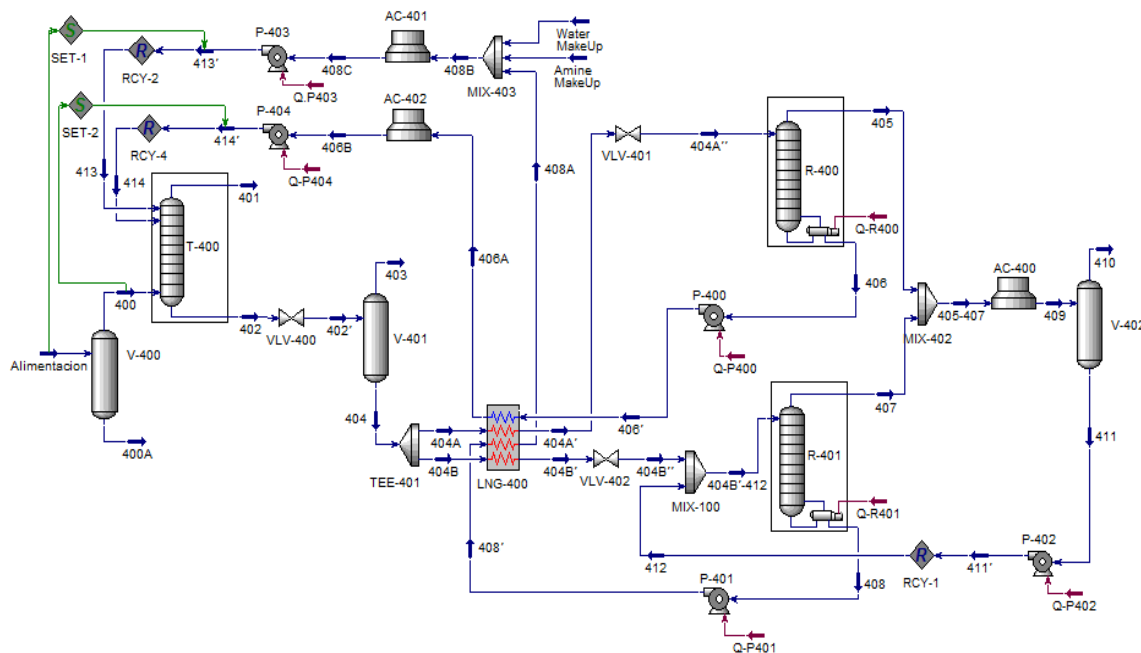 AC-401
Water
MakeUp
P-403
S
SET-1
R
RCY-2
413'
408C
408B
Amine
MakeUp
MIX-403
Q.P403
AC-402
P-404
S
SET-2
R
RCY-4
414'
406B
Q-P404
408A
VLV-401
404A''
405
R-400
Q-R400
413
414
401
T-400
406A
403
400
402
402'
VLV-400
V-401
V-400
Alimentacion
400A
404
404A
404B
TEE-401
LNG-400
406
P-400
Q-P400
406'
MIX-402
405-407
AC-400
409
410
V-402
407
404A'
404B'
VLV-402
404B''
MIX-100
404B'-412
R-401
Q-R401
411
408'
P-401
Q-P401
412
408
R
RCY-1
411'
P-402
Q-P402